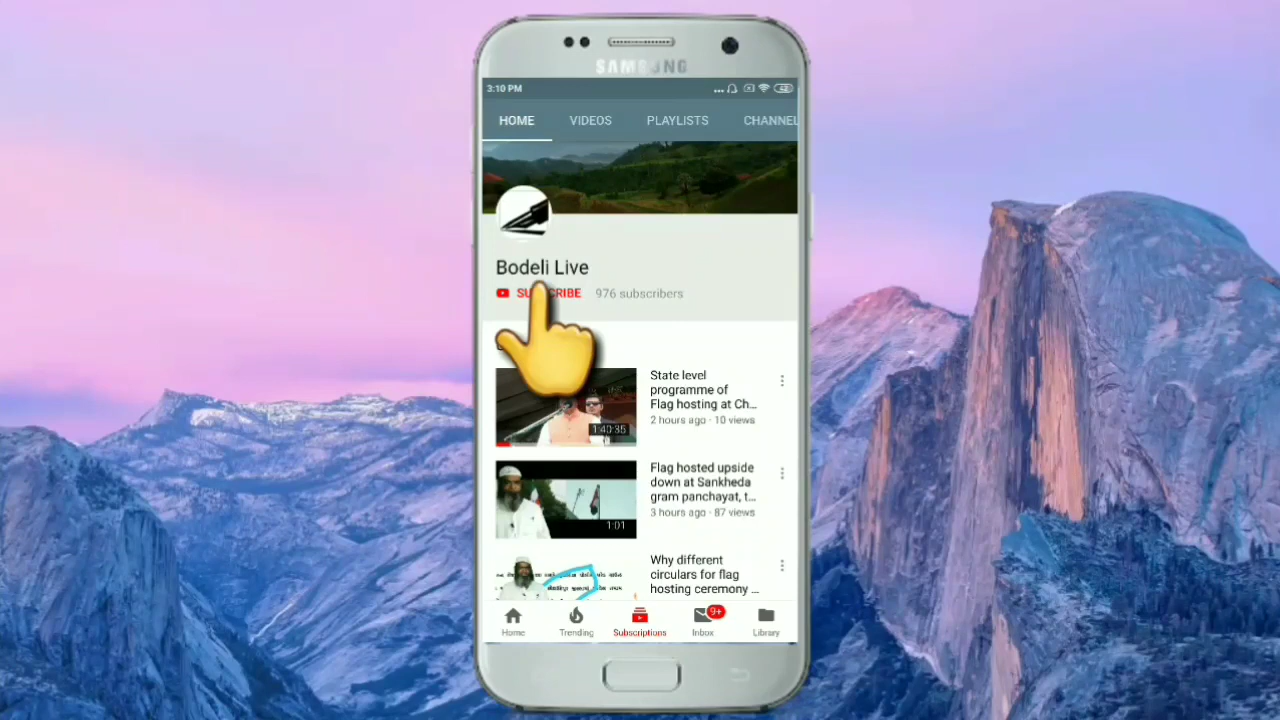 SAMSUNG
3:10 PM
HOME VIDEOS PLAYLISTS CHANNEL
Bodeli Live
SUBSCRIBE 976 subscribers
State level
programme of
Flag hosting at Ch...
2 hours ago · 10 views
1:40:35
Flag hosted upside
down at Sankheda
gram panchayat, t...
3 hours ago · 87 views
1:01
Why different
circulars for flag
hosting ceremony ...
Home Trending Subscriptions Inbox Library
9+